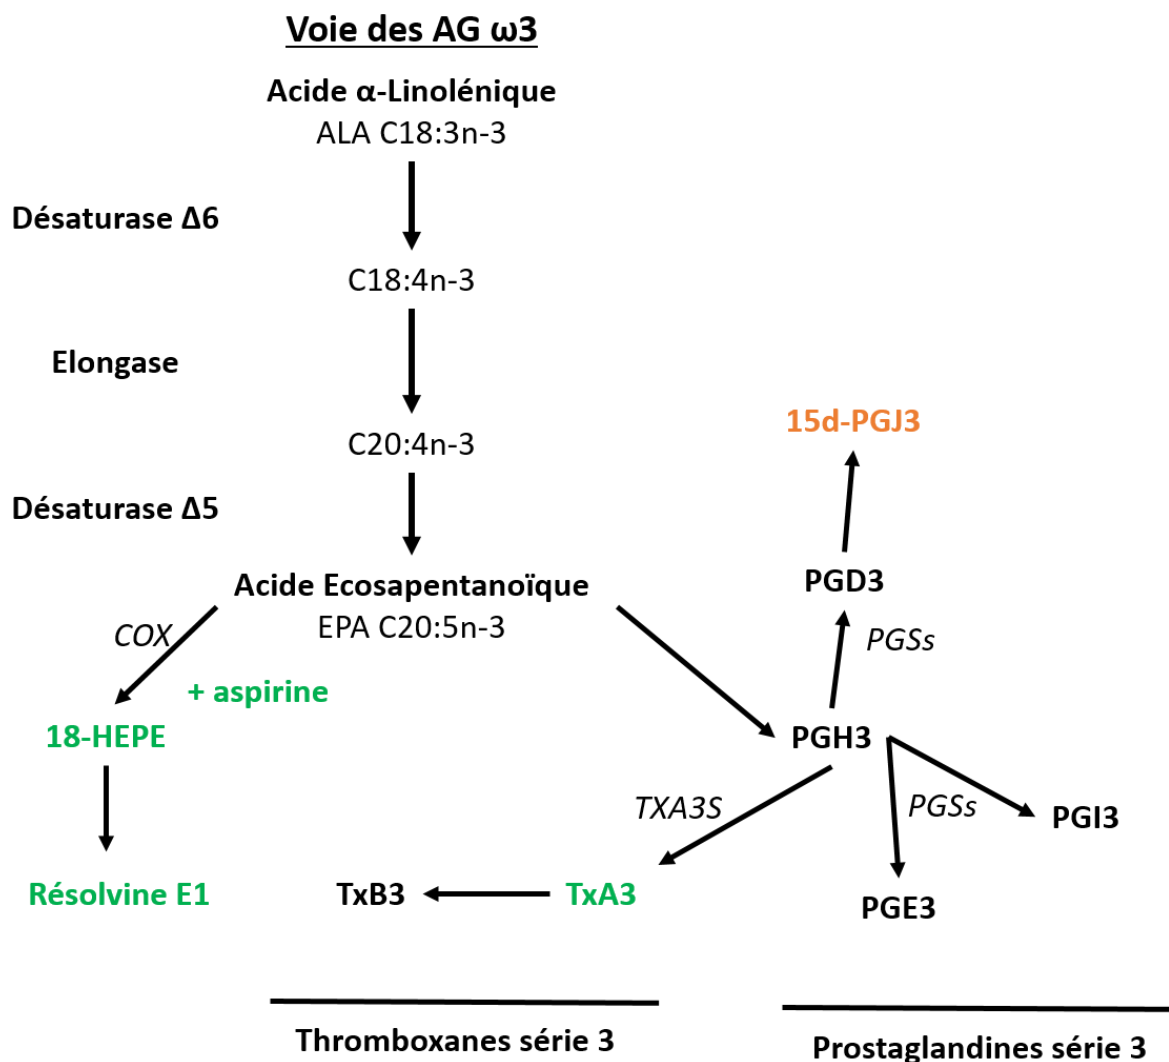 Voie des AG ω3
Acide α-Linolénique
ALA C18:3n-3
Désaturase Δ6
C18:4n-3
Elongase
C20:4n-3
Désaturase Δ5
Acide Ecosapentanoïque
EPA C20:5n-3
COX
+ aspirine
18-HEPE
Résolvine E1
15d-PGJ3
PGD3
PGSs
PGH3
TXA3S
PGSs
PGI3
TxB3
TxA3
PGE3
Thromboxanes série 3
Prostaglandines série 3